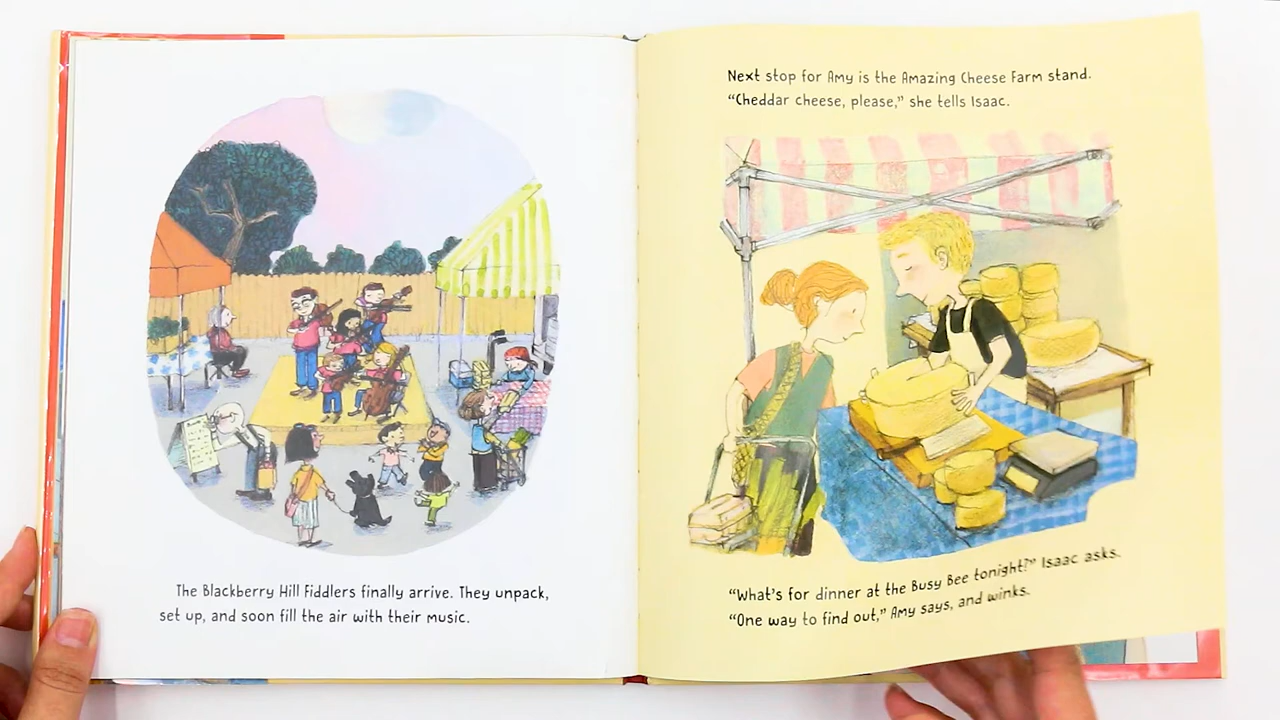 The Blackberry Hill Fiddlers finally arrive. They unpack,
set up, and soon fill the air with their music.
Next stop for Amy is the Amazing Cheese Farm stand.
“Cheddar cheese, please,” she tells Isaac.
“What’s for dinner at the Busy Bee tonight?” Isaac asks.
“One way to find out,” Amy says, and winks.